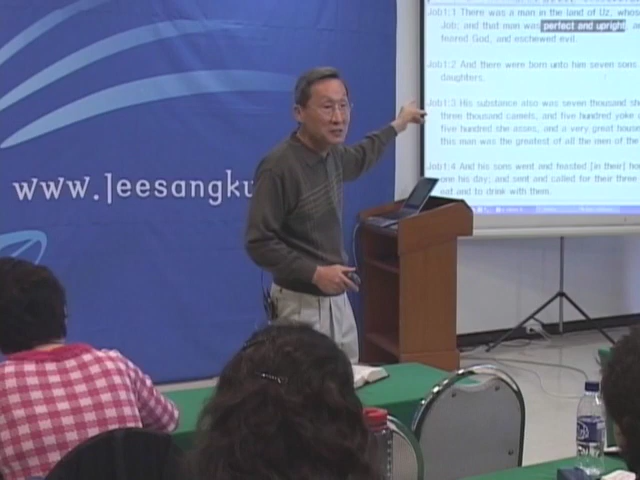 Job1:1 There was a man in the land of Uz, whose
Job; and that man was perfect and upright,
feared God, and eschewed evil.
Job1:2 And there were born unto him seven sons
daughters.
Job1:3 His substance also was seven thousand
three thousand camels, and five hundred yoke
five hundred she asses, and a very great
this man was the greatest of all the men of the
Job1:4 And his sons went and feasted [in their]
one his day; and sent and called for their three
eat and to drink with them.
www.Jeesangku